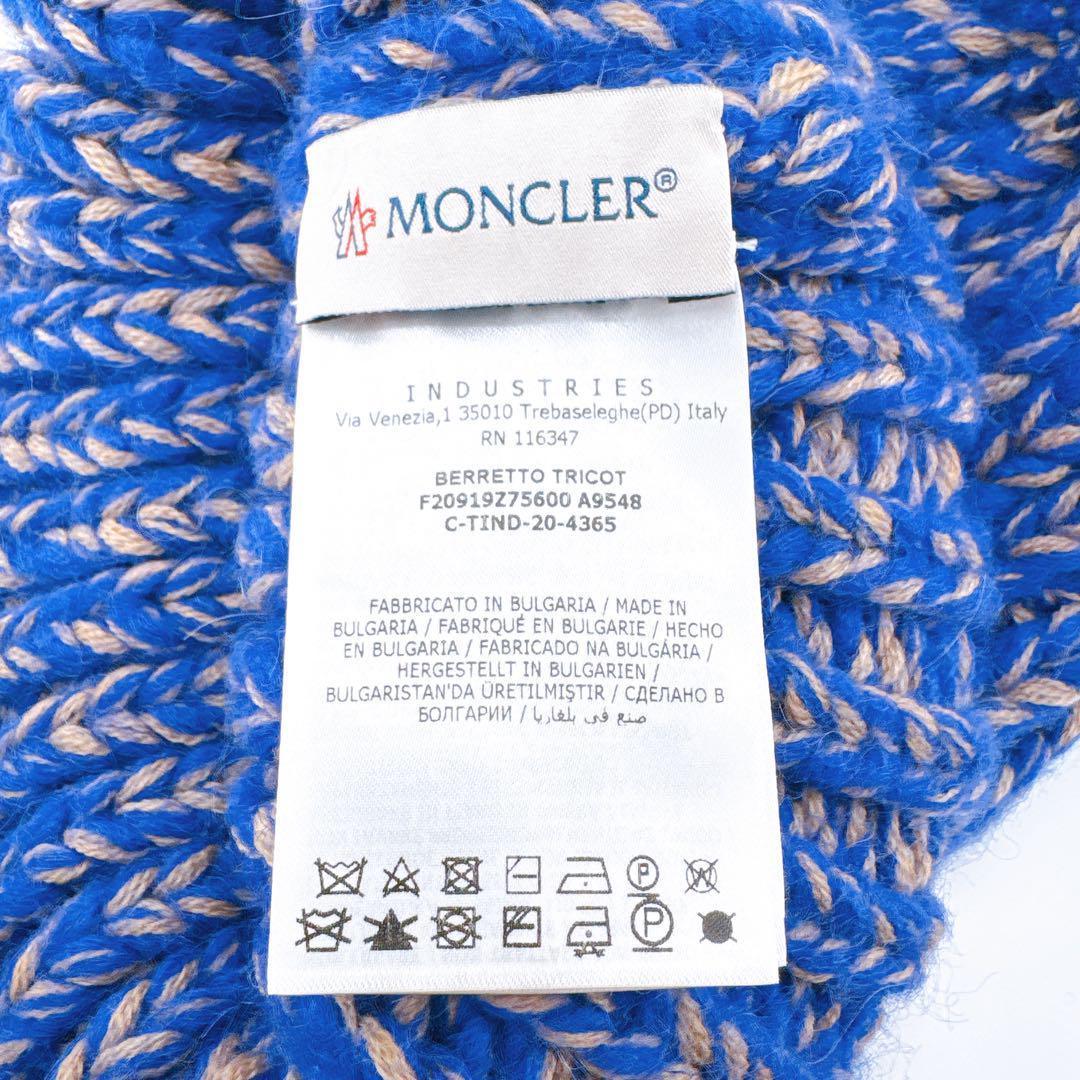 MONCLER®
INDUSTRIES
Via Venezia,1 35010 Trebaseleghe(PD) Italy
RN 116347
BERRETTO TRICOT
F20919Z75600 A9548
C-TIND-20-4365
FABBRICATO IN BULGARIA / MADE IN
BULGARIA / FABRIQUÉ EN BULGARIE / HECHO
EN BULGARIA / FABRICADO NA BULGÁRIA /
HERGESTELLT IN BULGARIEN /
BULGARISTAN'DA ÜRETILMIŞTIR / СДЕЛАНО В
БОЛГАРИИ / صنع في بلغاريا
P W
P